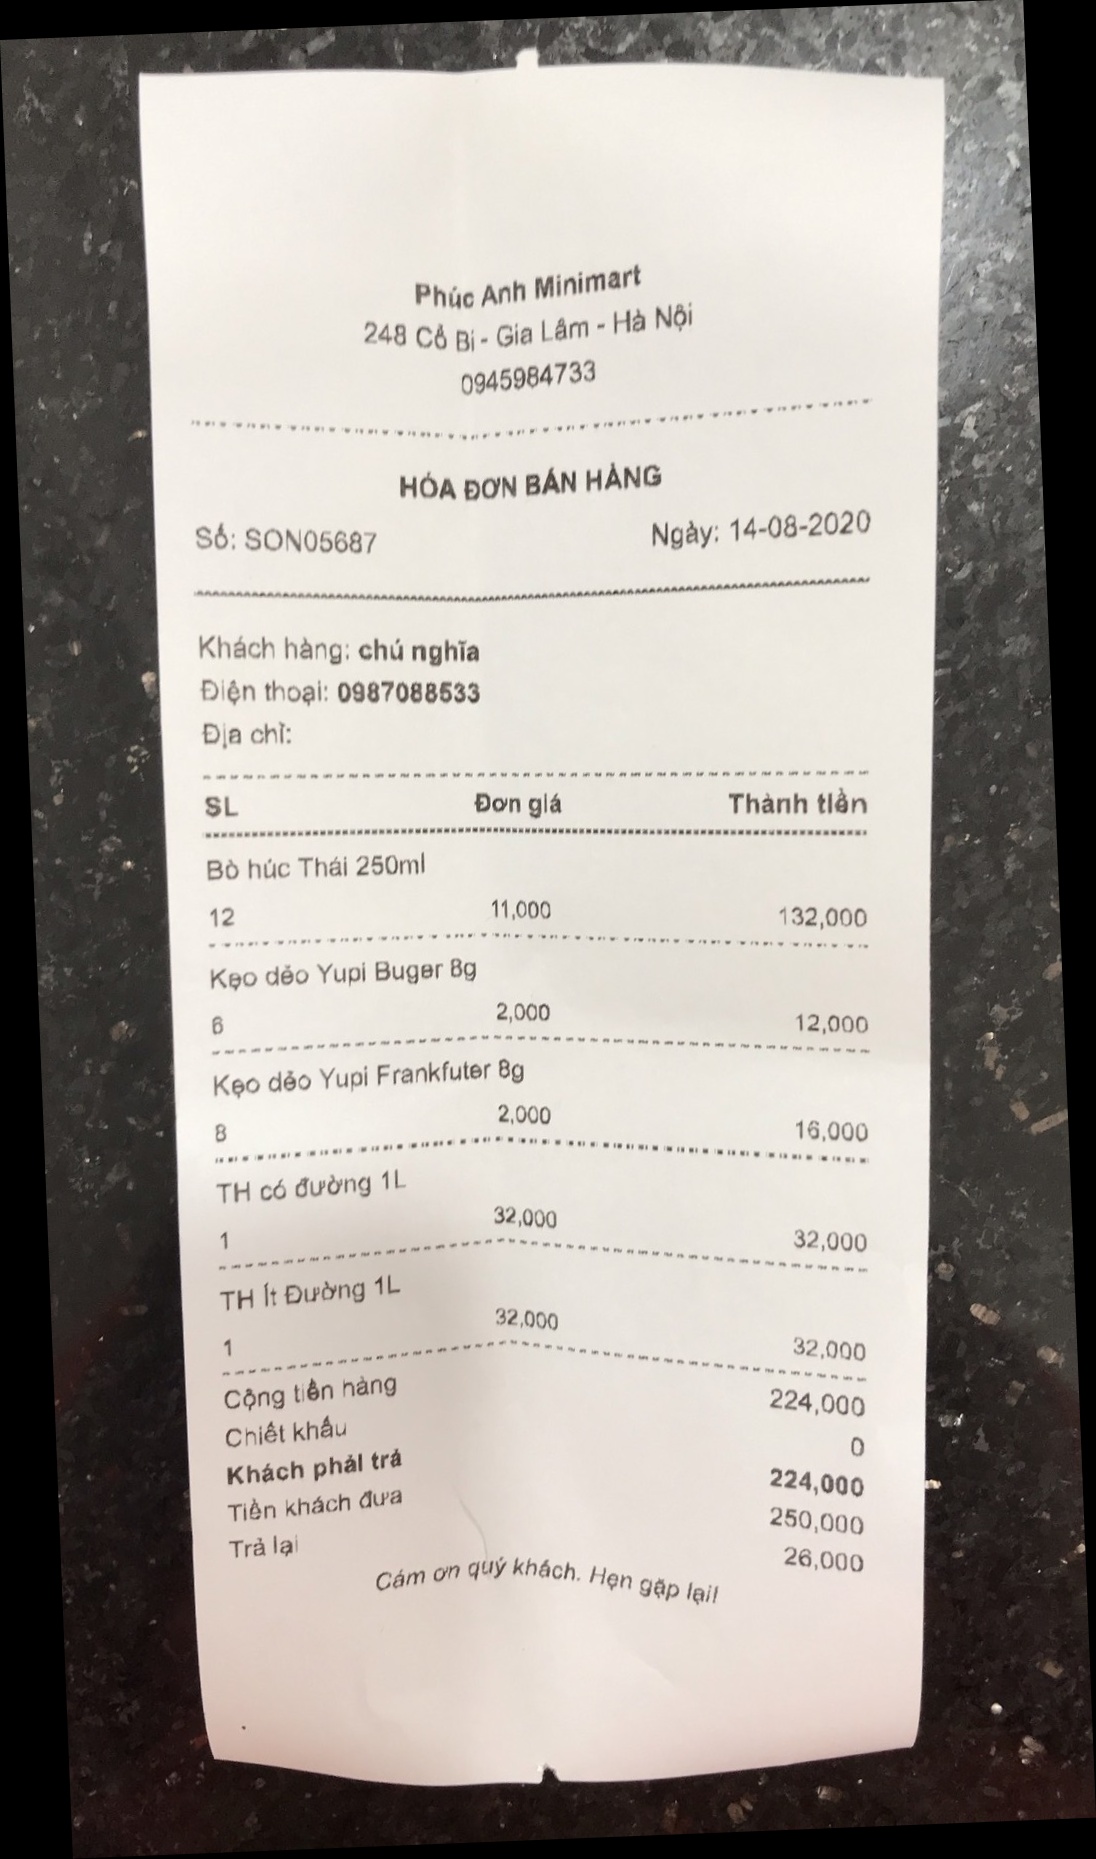 Phúc Anh Minimart
248 Cổ Bi - Gia Lâm - Hà Nội
0945984733
HÓA ĐƠN BÁN HÀNG
Số: SON05687 Ngày: 14-08-2020
Khách hàng: chú nghĩa
Điện thoại: 0987088533
Địa chỉ:
SL Đơn giá Thành tiền
Bò húc Thái 250ml
12 11,000 132,000
Kẹo dẻo Yupi Buger 8g
6 2,000 12,000
Kẹo dẻo Yupi Frankfuter 8g
8 2,000 16,000
TH có đường 1L
1 32,000 32,000
TH Ít Đường 1L
1 32,000 32,000
Cộng tiền hàng 224,000
Chiết khấu 0
Khách phải trả 224,000
Tiền khách đưa 250,000
Trả lại 26,000
Cám ơn quý khách. Hẹn gặp lại!